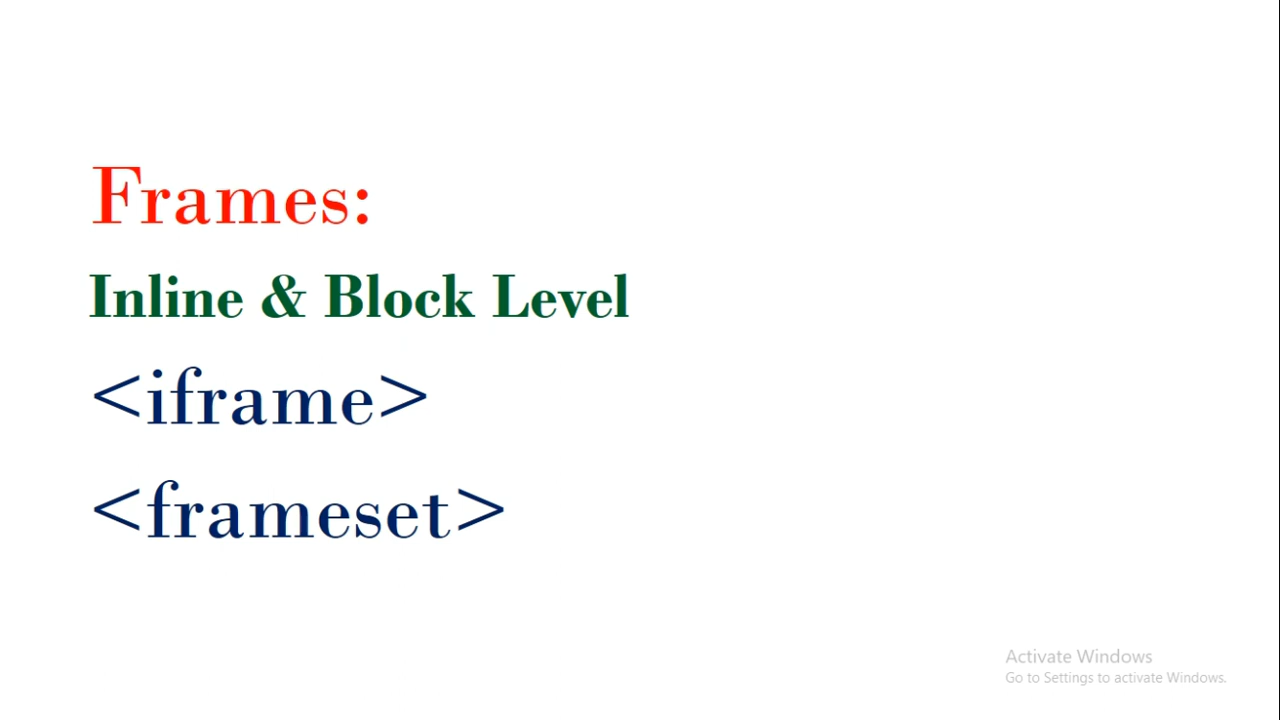 Frames:
Inline & Block Level
<iframe>
<frameset>
Activate Windows
Go to Settings to activate Windows.